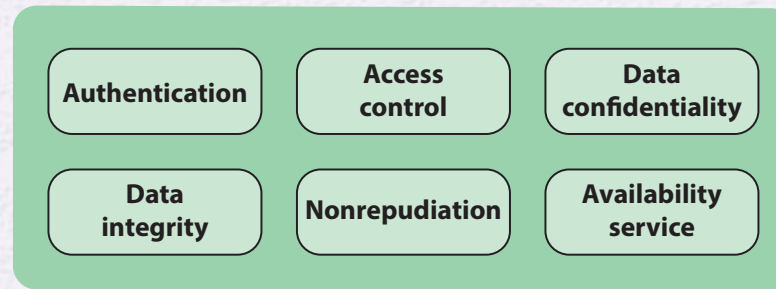 Authentication
Access
control
Data
confidentiality
Data
integrity
Nonrepudiation
Availability
service